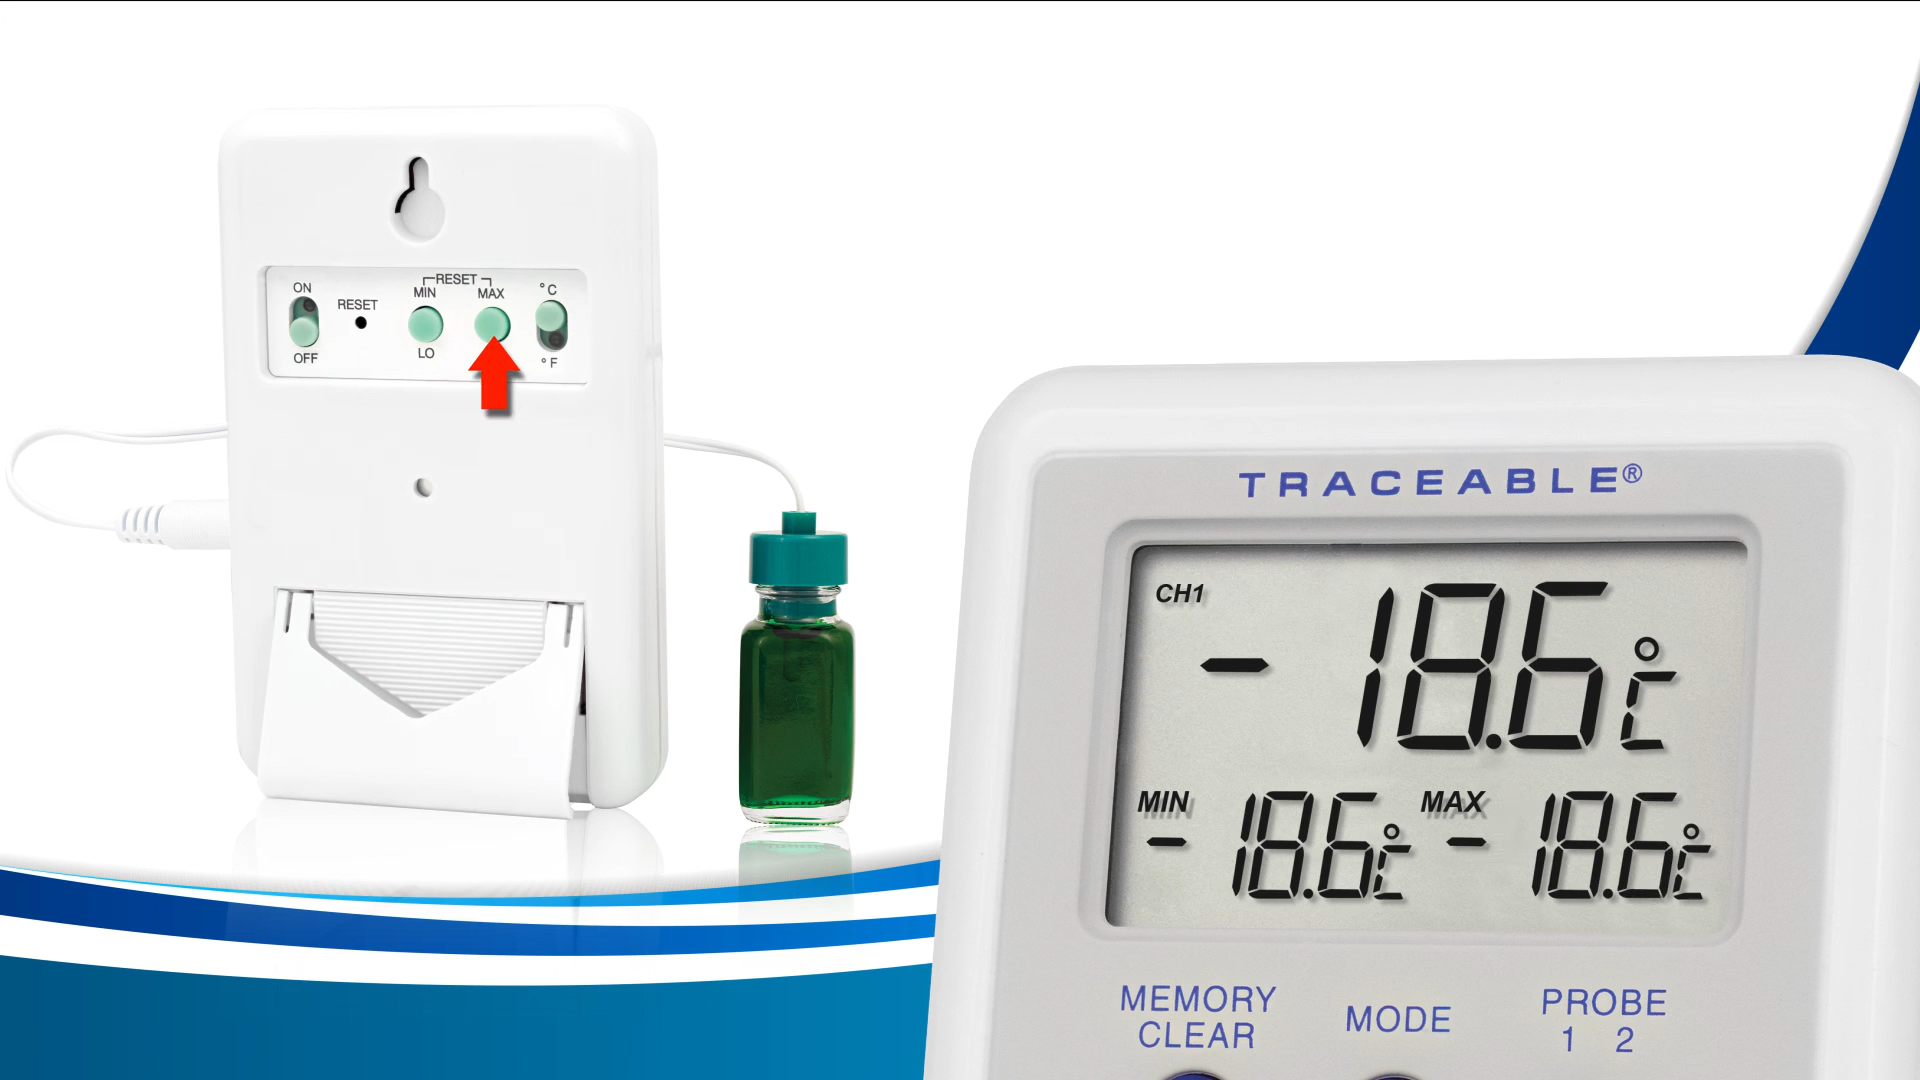 RESET
ON
MIN
MAX
°C
RESET
OFF
LO
°F
TRACEABLE®
CH1
-18.6°C
MIN
MAX
-18.6°C
-18.6°C
MEMORY
CLEAR
MODE
PROBE
1 2